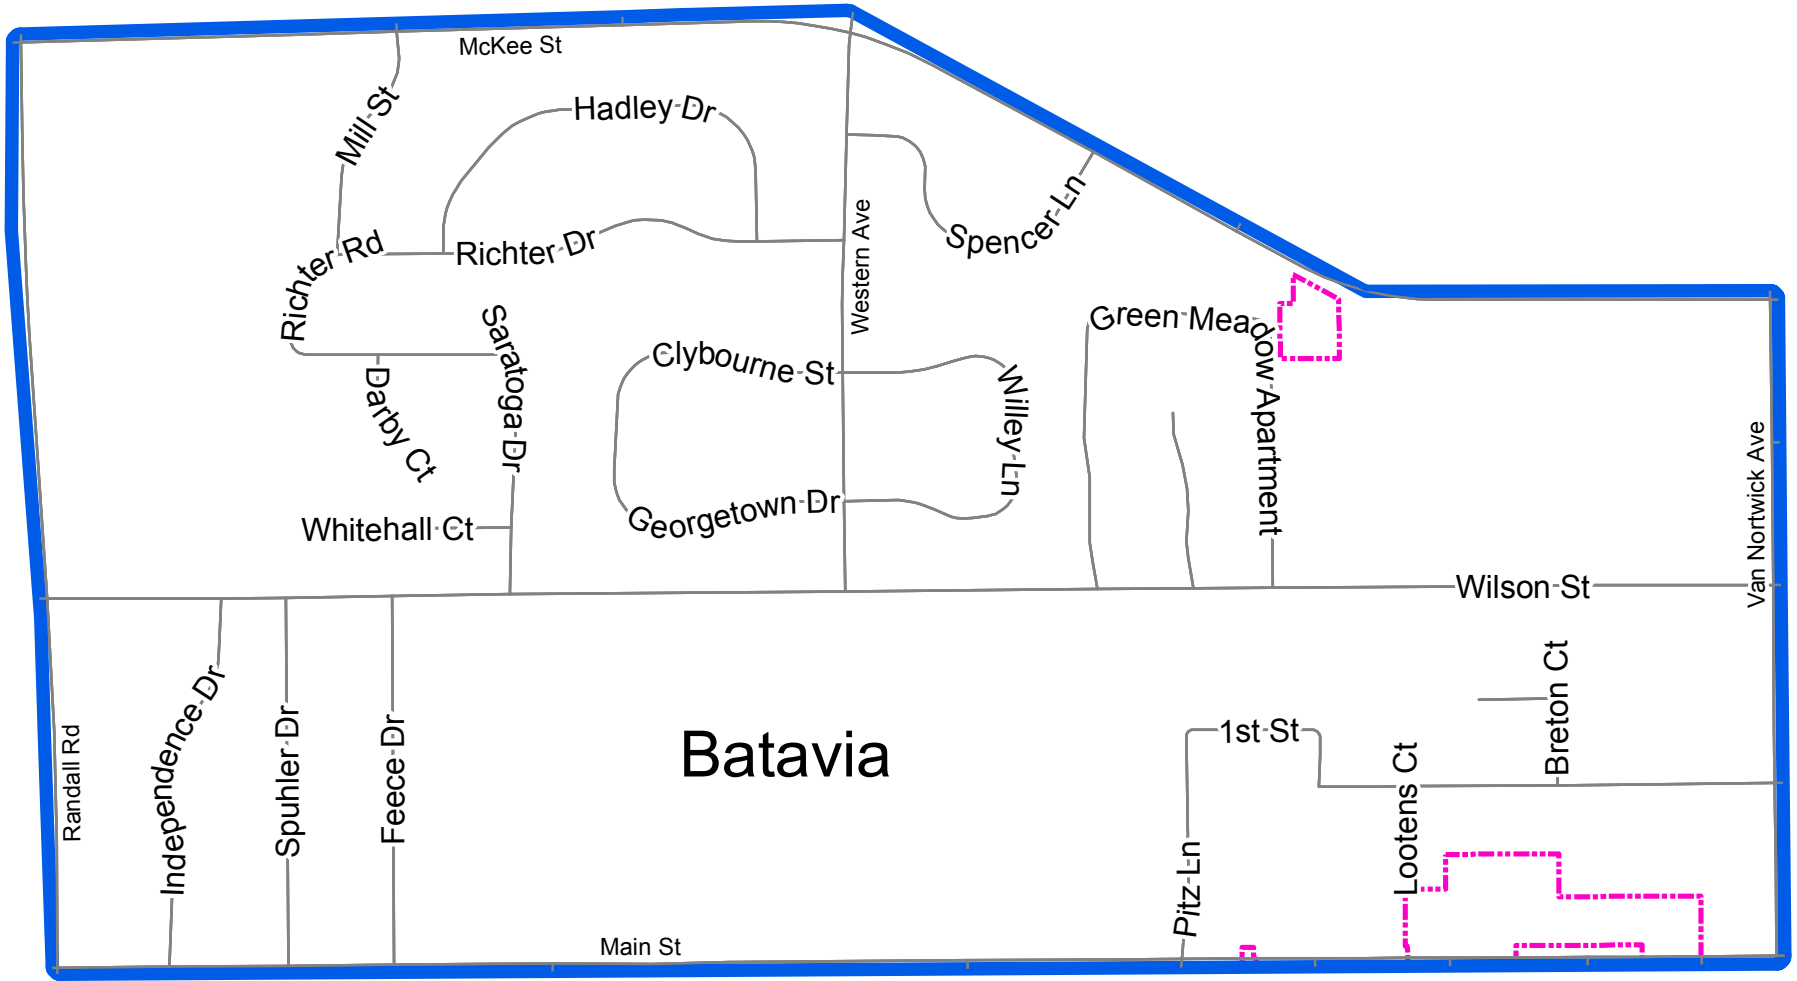 McKee St
Mill St
Hadley Dr
Spencer Ln
Richter Rd
Richter Dr
Western Ave
Saratoga Dr
Green Meadow Apartment
Clybourne St
Willey Ln
Darby Ct
Georgetown Dr
Whitehall Ct
Van Nortwick Ave
Wilson St
Independence Dr
Spuhler Dr
Feece Dr
Randall Rd
Batavia
1st St
Breton Ct
Lootens Ct
Pitz Ln
Main St